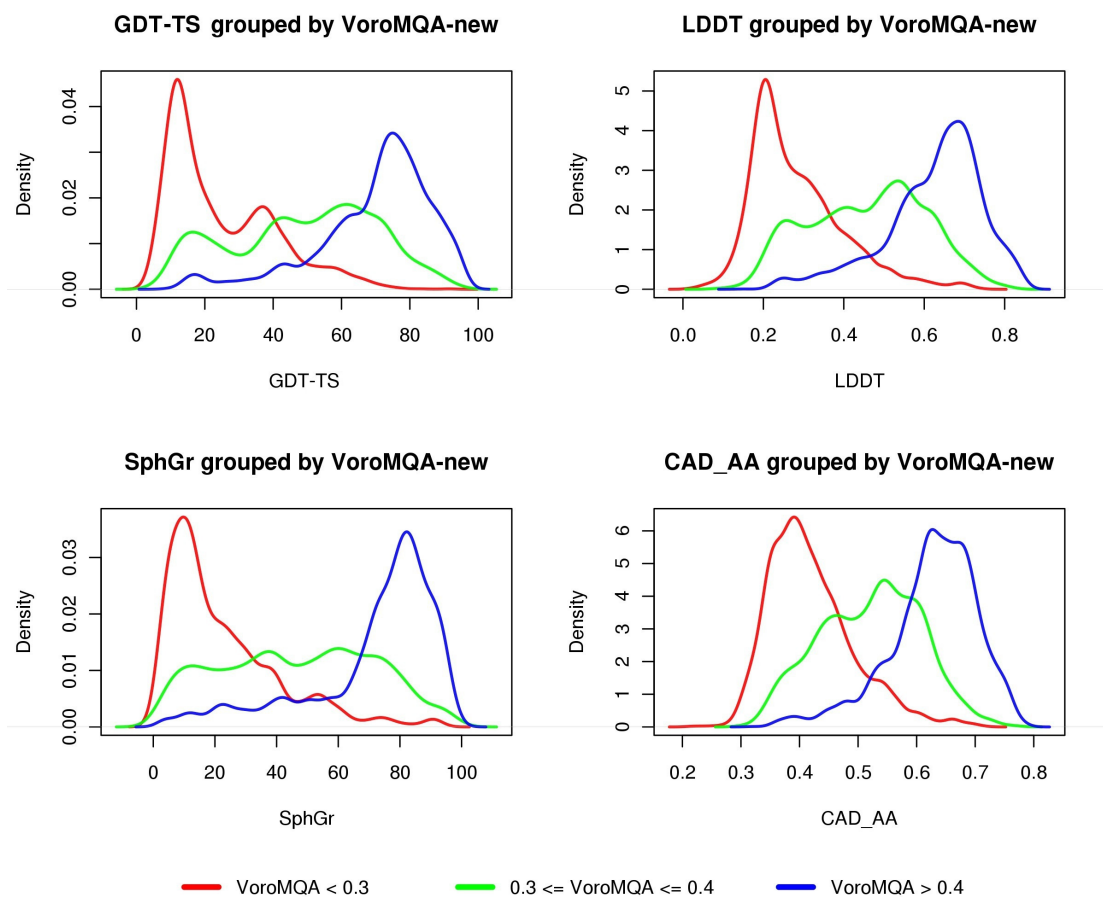 GDT-TS grouped by VoroMQA-new
Density
0.00
0.02
0.04
0 20 40 60 80 100
GDT-TS
LDDT grouped by VoroMQA-new
Density
0 1 2 3 4 5
0.0 0.2 0.4 0.6 0.8
LDDT
SphGr grouped by VoroMQA-new
Density
0.00 0.01 0.02 0.03
0 20 40 60 80 100
SphGr
CAD_AA grouped by VoroMQA-new
Density
0 1 2 3 4 5 6
0.2 0.3 0.4 0.5 0.6 0.7 0.8
CAD_AA
VoroMQA < 0.3
0.3 <= VoroMQA <= 0.4
VoroMQA > 0.4